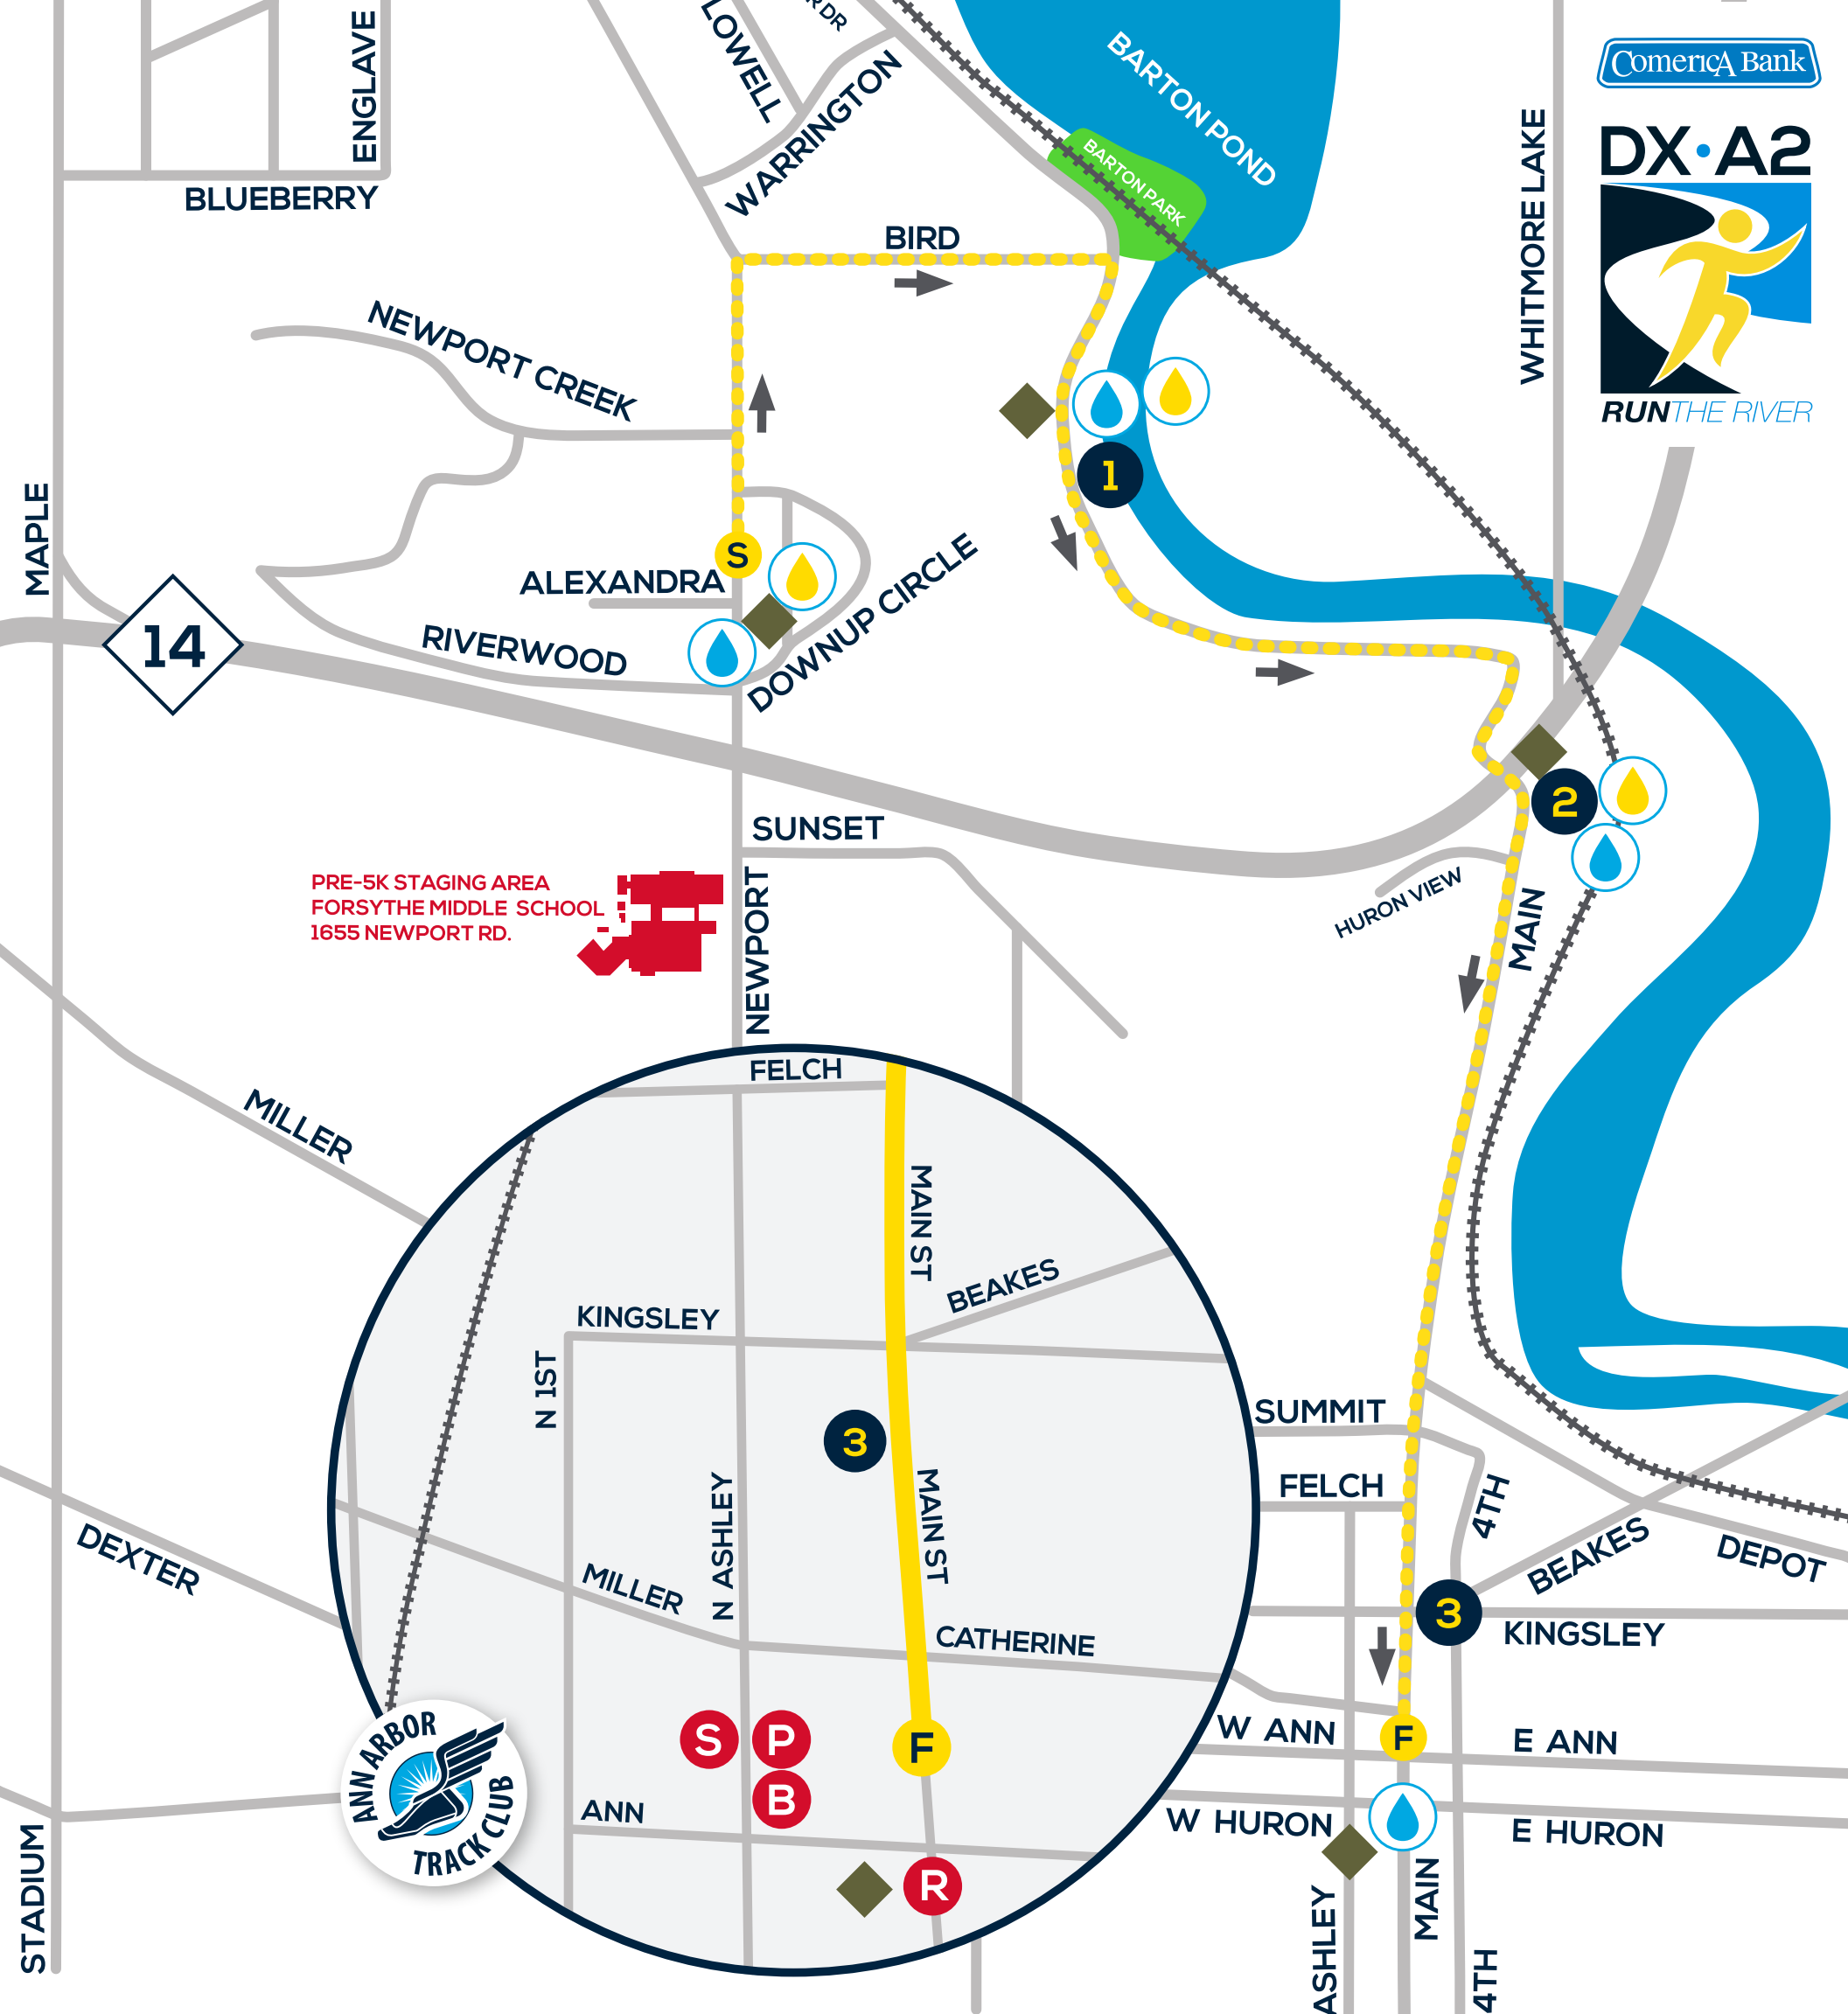 ENGLAVE
LOWELL
R DR
WARRINGTON
BLUEBERRY
BARTON POND
BARTON PARK
WHITMORE LAKE
ComericA Bank
DX•A2
RUN THE RIVER
BIRD
NEWPORT CREEK
MAPLE
1
S
ALEXANDRA
DOWNUP CIRCLE
14
RIVERWOOD
2
SUNSET
HURON VIEW
MAIN
PRE-5K STAGING AREA
FORSYTHE MIDDLE SCHOOL
1655 NEWPORT RD.
NEWPORT
FELCH
MILLER
MAIN ST
BEAKES
KINGSLEY
N 1ST
3
MAIN ST
N ASHLEY
MILLER
CATHERINE
S
P
B
F
ANN
R
SUMMIT
FELCH
4TH
BEAKES
DEPOT
3
KINGSLEY
DEXTER
W ANN
F
E ANN
W HURON
E HURON
ANN ARBOR
TRACK CLUB
STADIUM
ASHLEY
MAIN
4TH